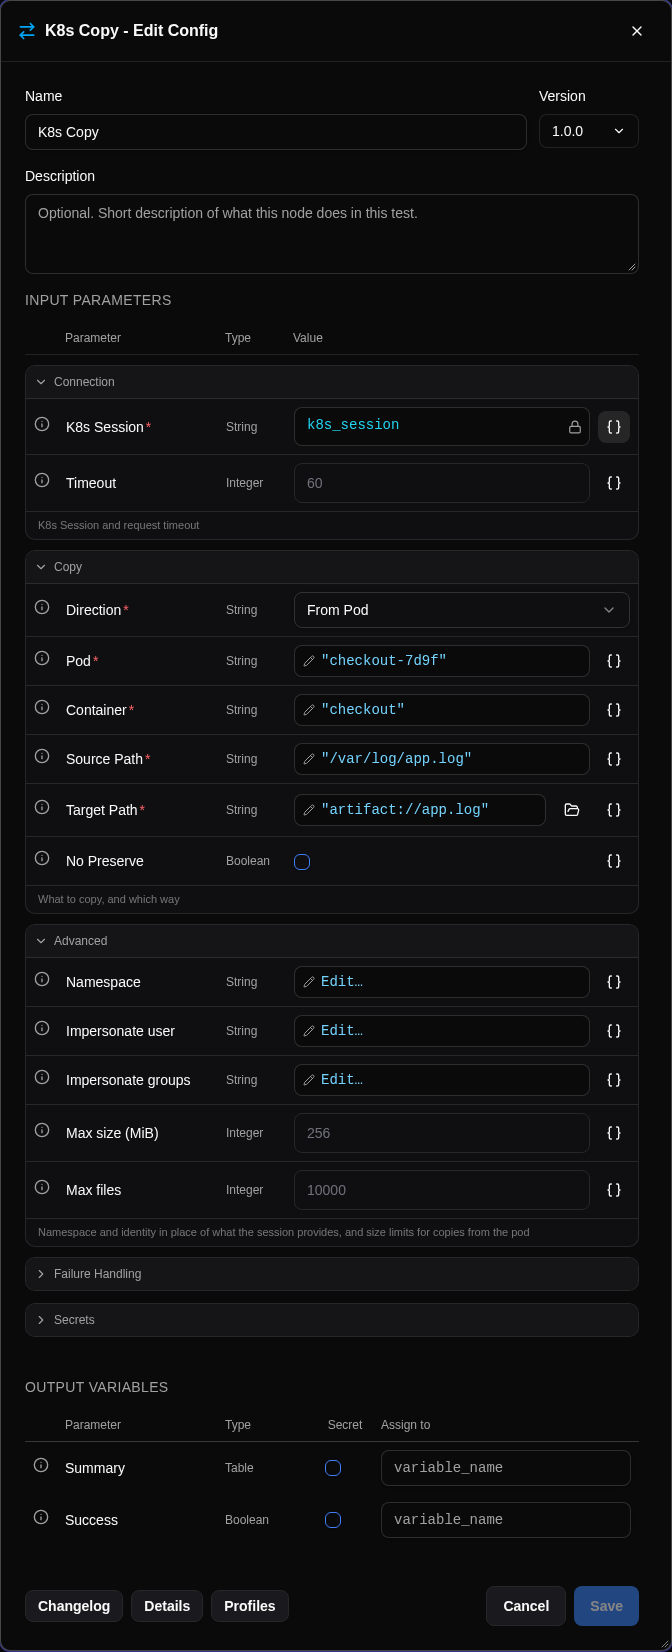 K8s Copy - Edit Config
Name
Version
K8s Copy
1.0.0
Description
Optional. Short description of what this node does in this test.
INPUT PARAMETERS
Parameter Type Value
Connection
K8s Session* String k8s_session { }
Timeout Integer 60 { }
K8s Session and request timeout
Copy
Direction* String From Pod
Pod* String "checkout-7d9f" { }
Container* String "checkout" { }
Source Path* String "/var/log/app.log" { }
Target Path* String "artifact://app.log" { }
No Preserve Boolean { }
What to copy, and which way
Advanced
Namespace String Edit… { }
Impersonate user String Edit… { }
Impersonate groups String Edit… { }
Max size (MiB) Integer 256 { }
Max files Integer 10000 { }
Namespace and identity in place of what the session provides, and size limits for copies from the pod
Failure Handling
Secrets
OUTPUT VARIABLES
Parameter Type Secret Assign to
Summary Table variable_name
Success Boolean variable_name
Changelog Details Profiles Cancel Save